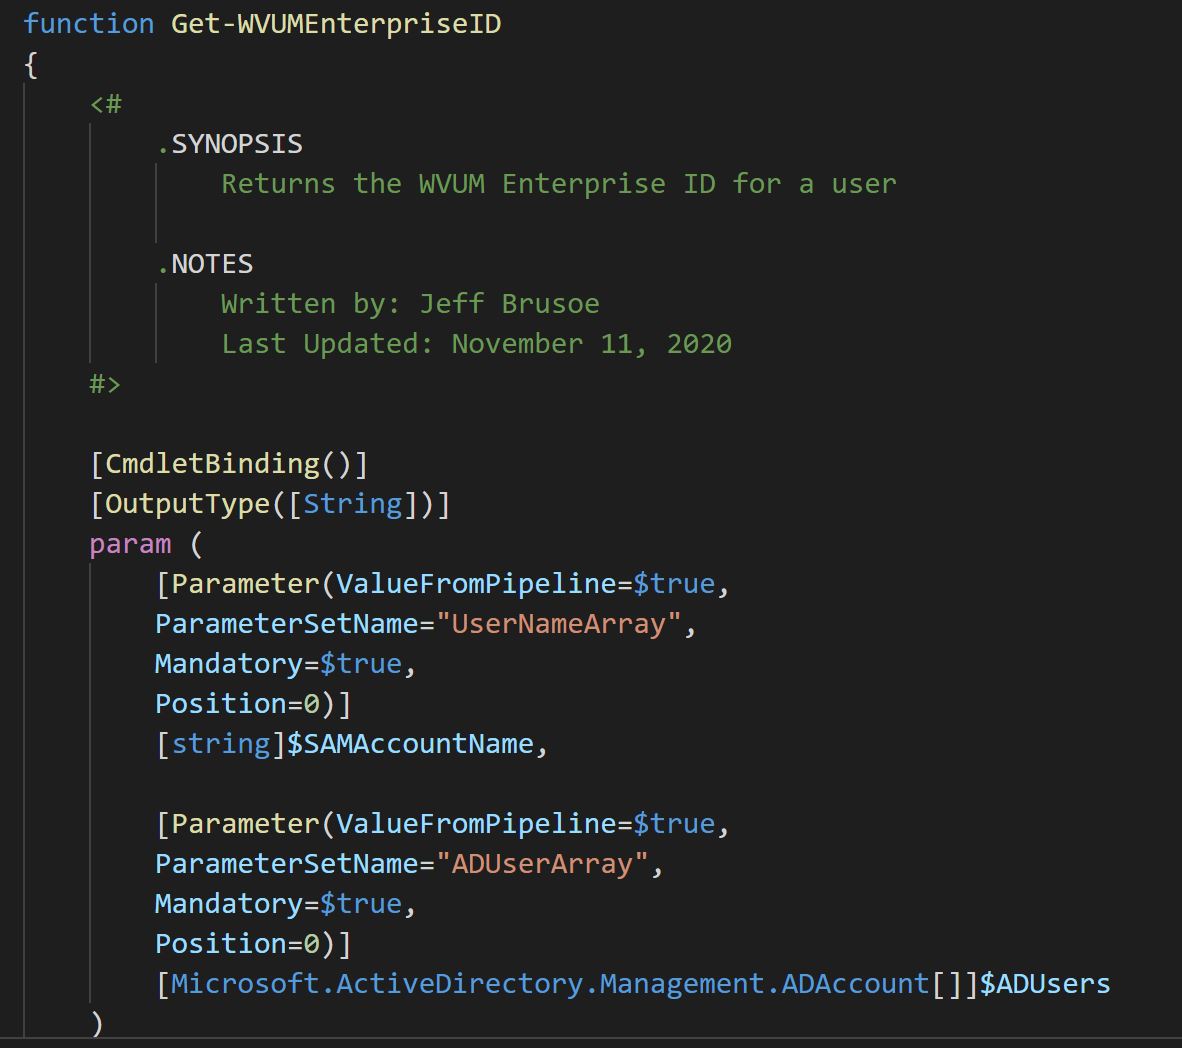 function Get-WVUMEnterpriseID
{
<#
.SYNOPSIS
Returns the WVUM Enterprise ID for a user
.NOTES
Written by: Jeff Brusoe
Last Updated: November 11, 2020
#>
[CmdletBinding()]
[OutputType([String])]
param (
[Parameter(ValueFromPipeline=$true,
ParameterSetName="UserNameArray",
Mandatory=$true,
Position=0)]
[string]$SAMAccountName,
[Parameter(ValueFromPipeline=$true,
ParameterSetName="ADUserArray",
Mandatory=$true,
Position=0)]
[Microsoft.ActiveDirectory.Management.ADAccount[]]$ADUsers
)